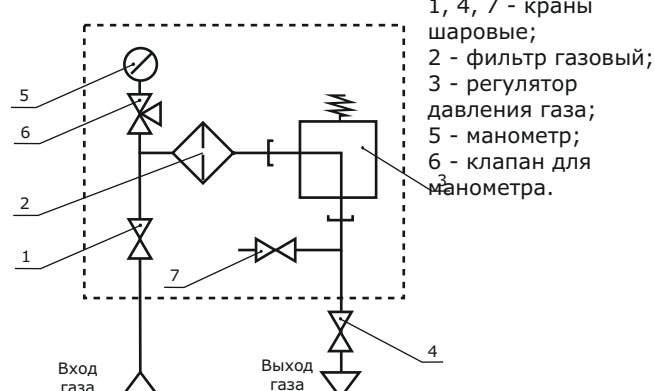 1, 4, 7 - краны
шаровые;
2 - фильтр газовый;
3 - регулятор
давления газа;
5 - манометр;
6 - клапан для
манометра.
5
6
3
2
1
7
4
Вход
газа
Выход
газа